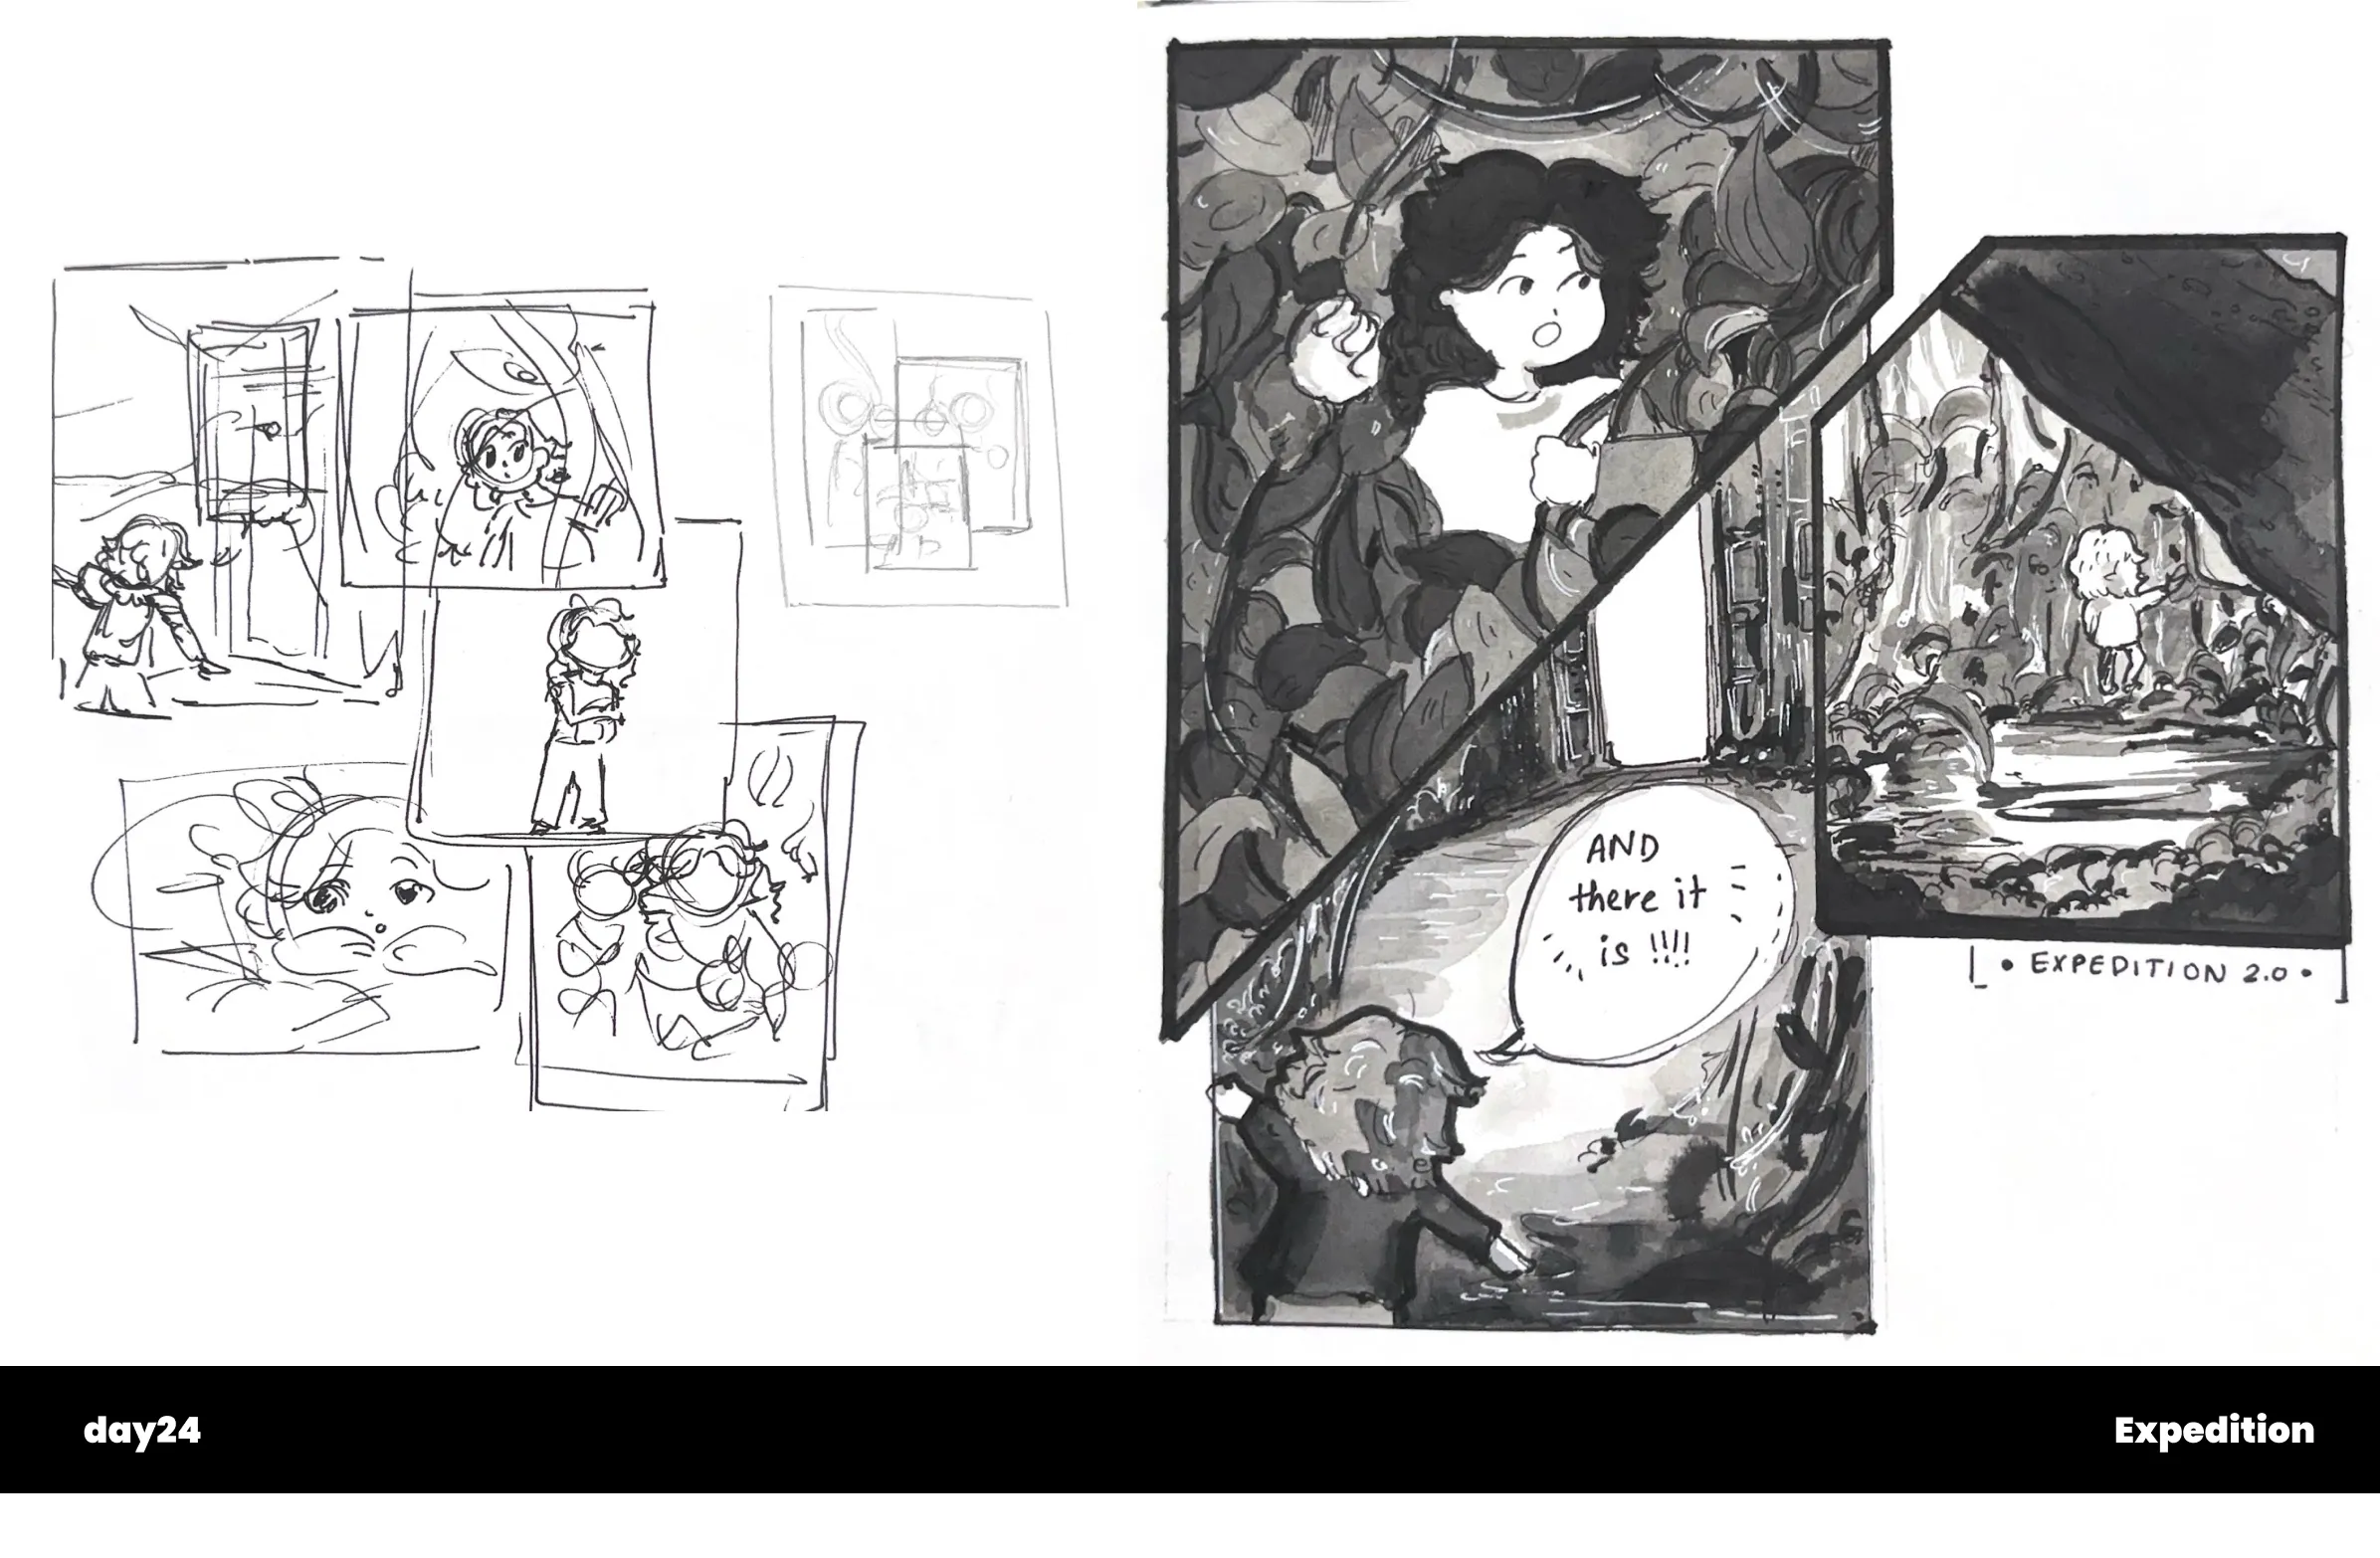 AND
there it
is !!!!
• EXPEDITION 2.0 •
day24
Expedition